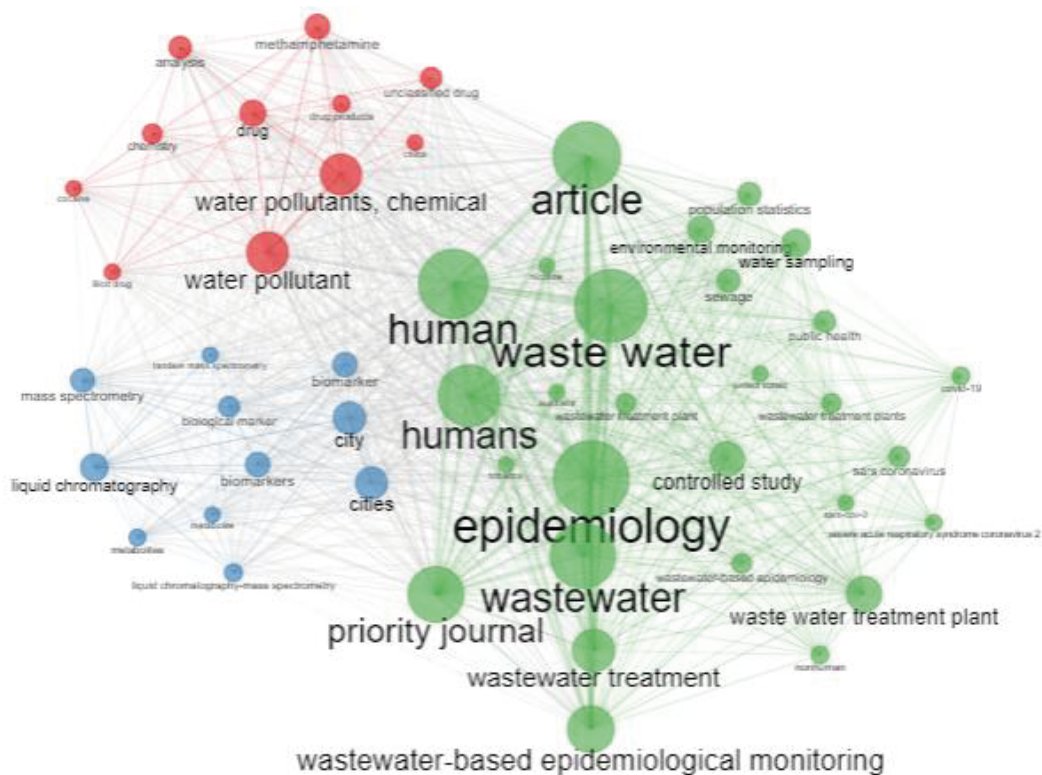 methamphetamine
analysis
unclassified drug
drug products
drug
chemistry
china
cocaine
water pollutants, chemical
article
population statistics
environmental monitoring
water sampling
illicit drug
water pollutant
sewage
human
waste water
public health
tandem mass spectrometry
biomarker
mass spectrometry
covid-19
biological marker
wastewater treatment plant
wastewater treatment plants
city
humans
sars coronavirus
liquid chromatography
biomarkers
controlled study
cities
sars-cov-2
epidemiology
severe acute respiratory syndrome coronavirus 2
metabolites
wastewater-based epidemiology
liquid chromatography-mass spectrometry
wastewater
waste water treatment plant
priority journal
nonhuman
wastewater treatment
wastewater-based epidemiological monitoring